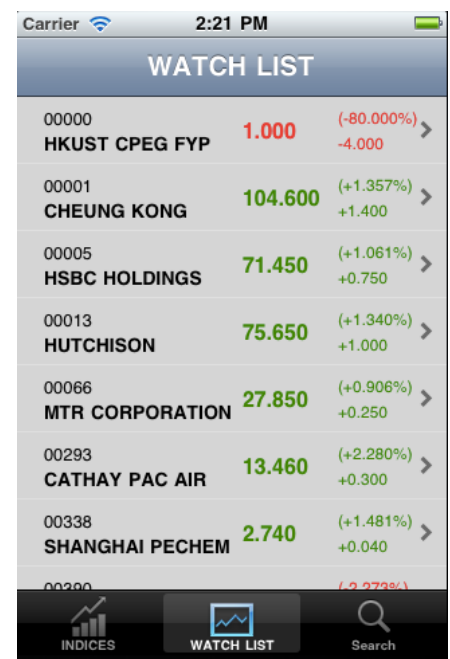 Carrier 2:21 PM
WATCH LIST
00000
HKUST CPEG FYP 1.000 (-80.000%)
-4.000
00001
CHEUNG KONG 104.600 (+1.357%)
+1.400
00005
HSBC HOLDINGS 71.450 (+1.061%)
+0.750
00013
HUTCHISON 75.650 (+1.340%)
+1.000
00066
MTR CORPORATION 27.850 (+0.906%)
+0.250
00293
CATHAY PAC AIR 13.460 (+2.280%)
+0.300
00338
SHANGHAI PECHEM 2.740 (+1.481%)
+0.040
00390 (-2.273%)
INDICES WATCH LIST Search